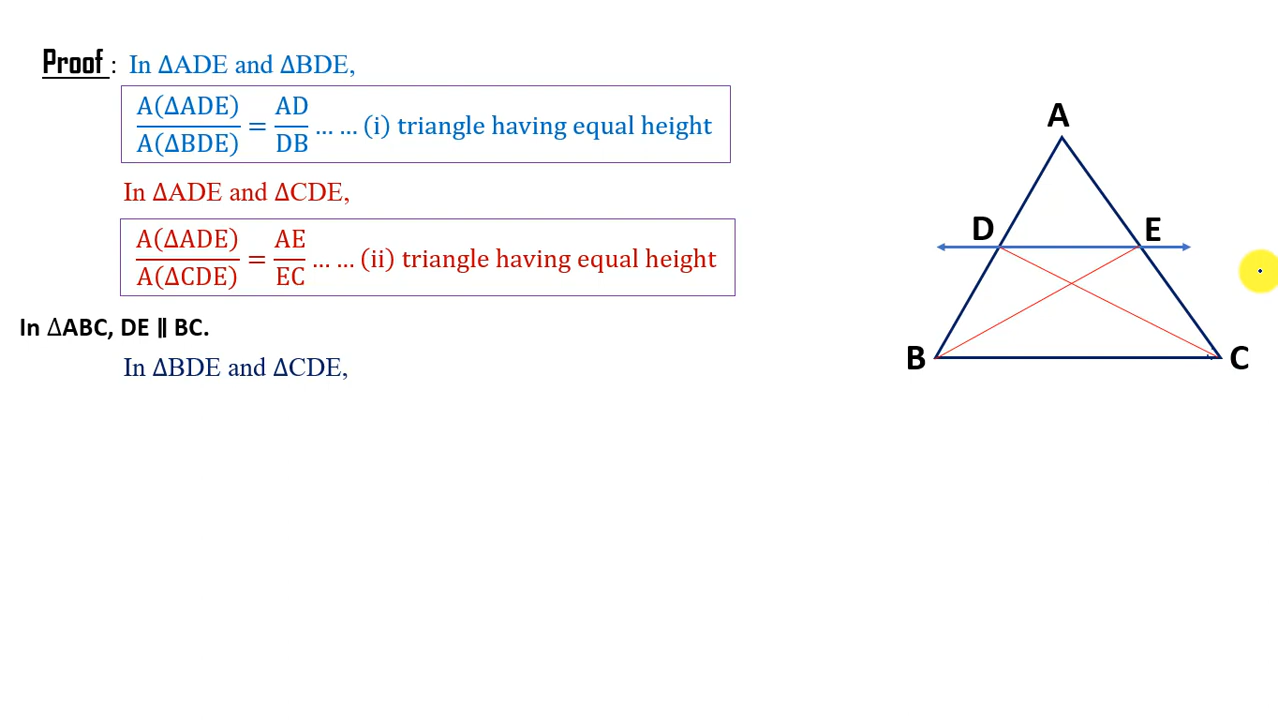 Proof : In ΔADE and ΔBDE,
A(ΔADE)/A(ΔBDE) = AD/DB … … (i) triangle having equal height
In ΔADE and ΔCDE,
A(ΔADE)/A(ΔCDE) = AE/EC … … (ii) triangle having equal height
In ΔABC, DE ∥ BC.
In ΔBDE and ΔCDE,
A
D
E
B
C